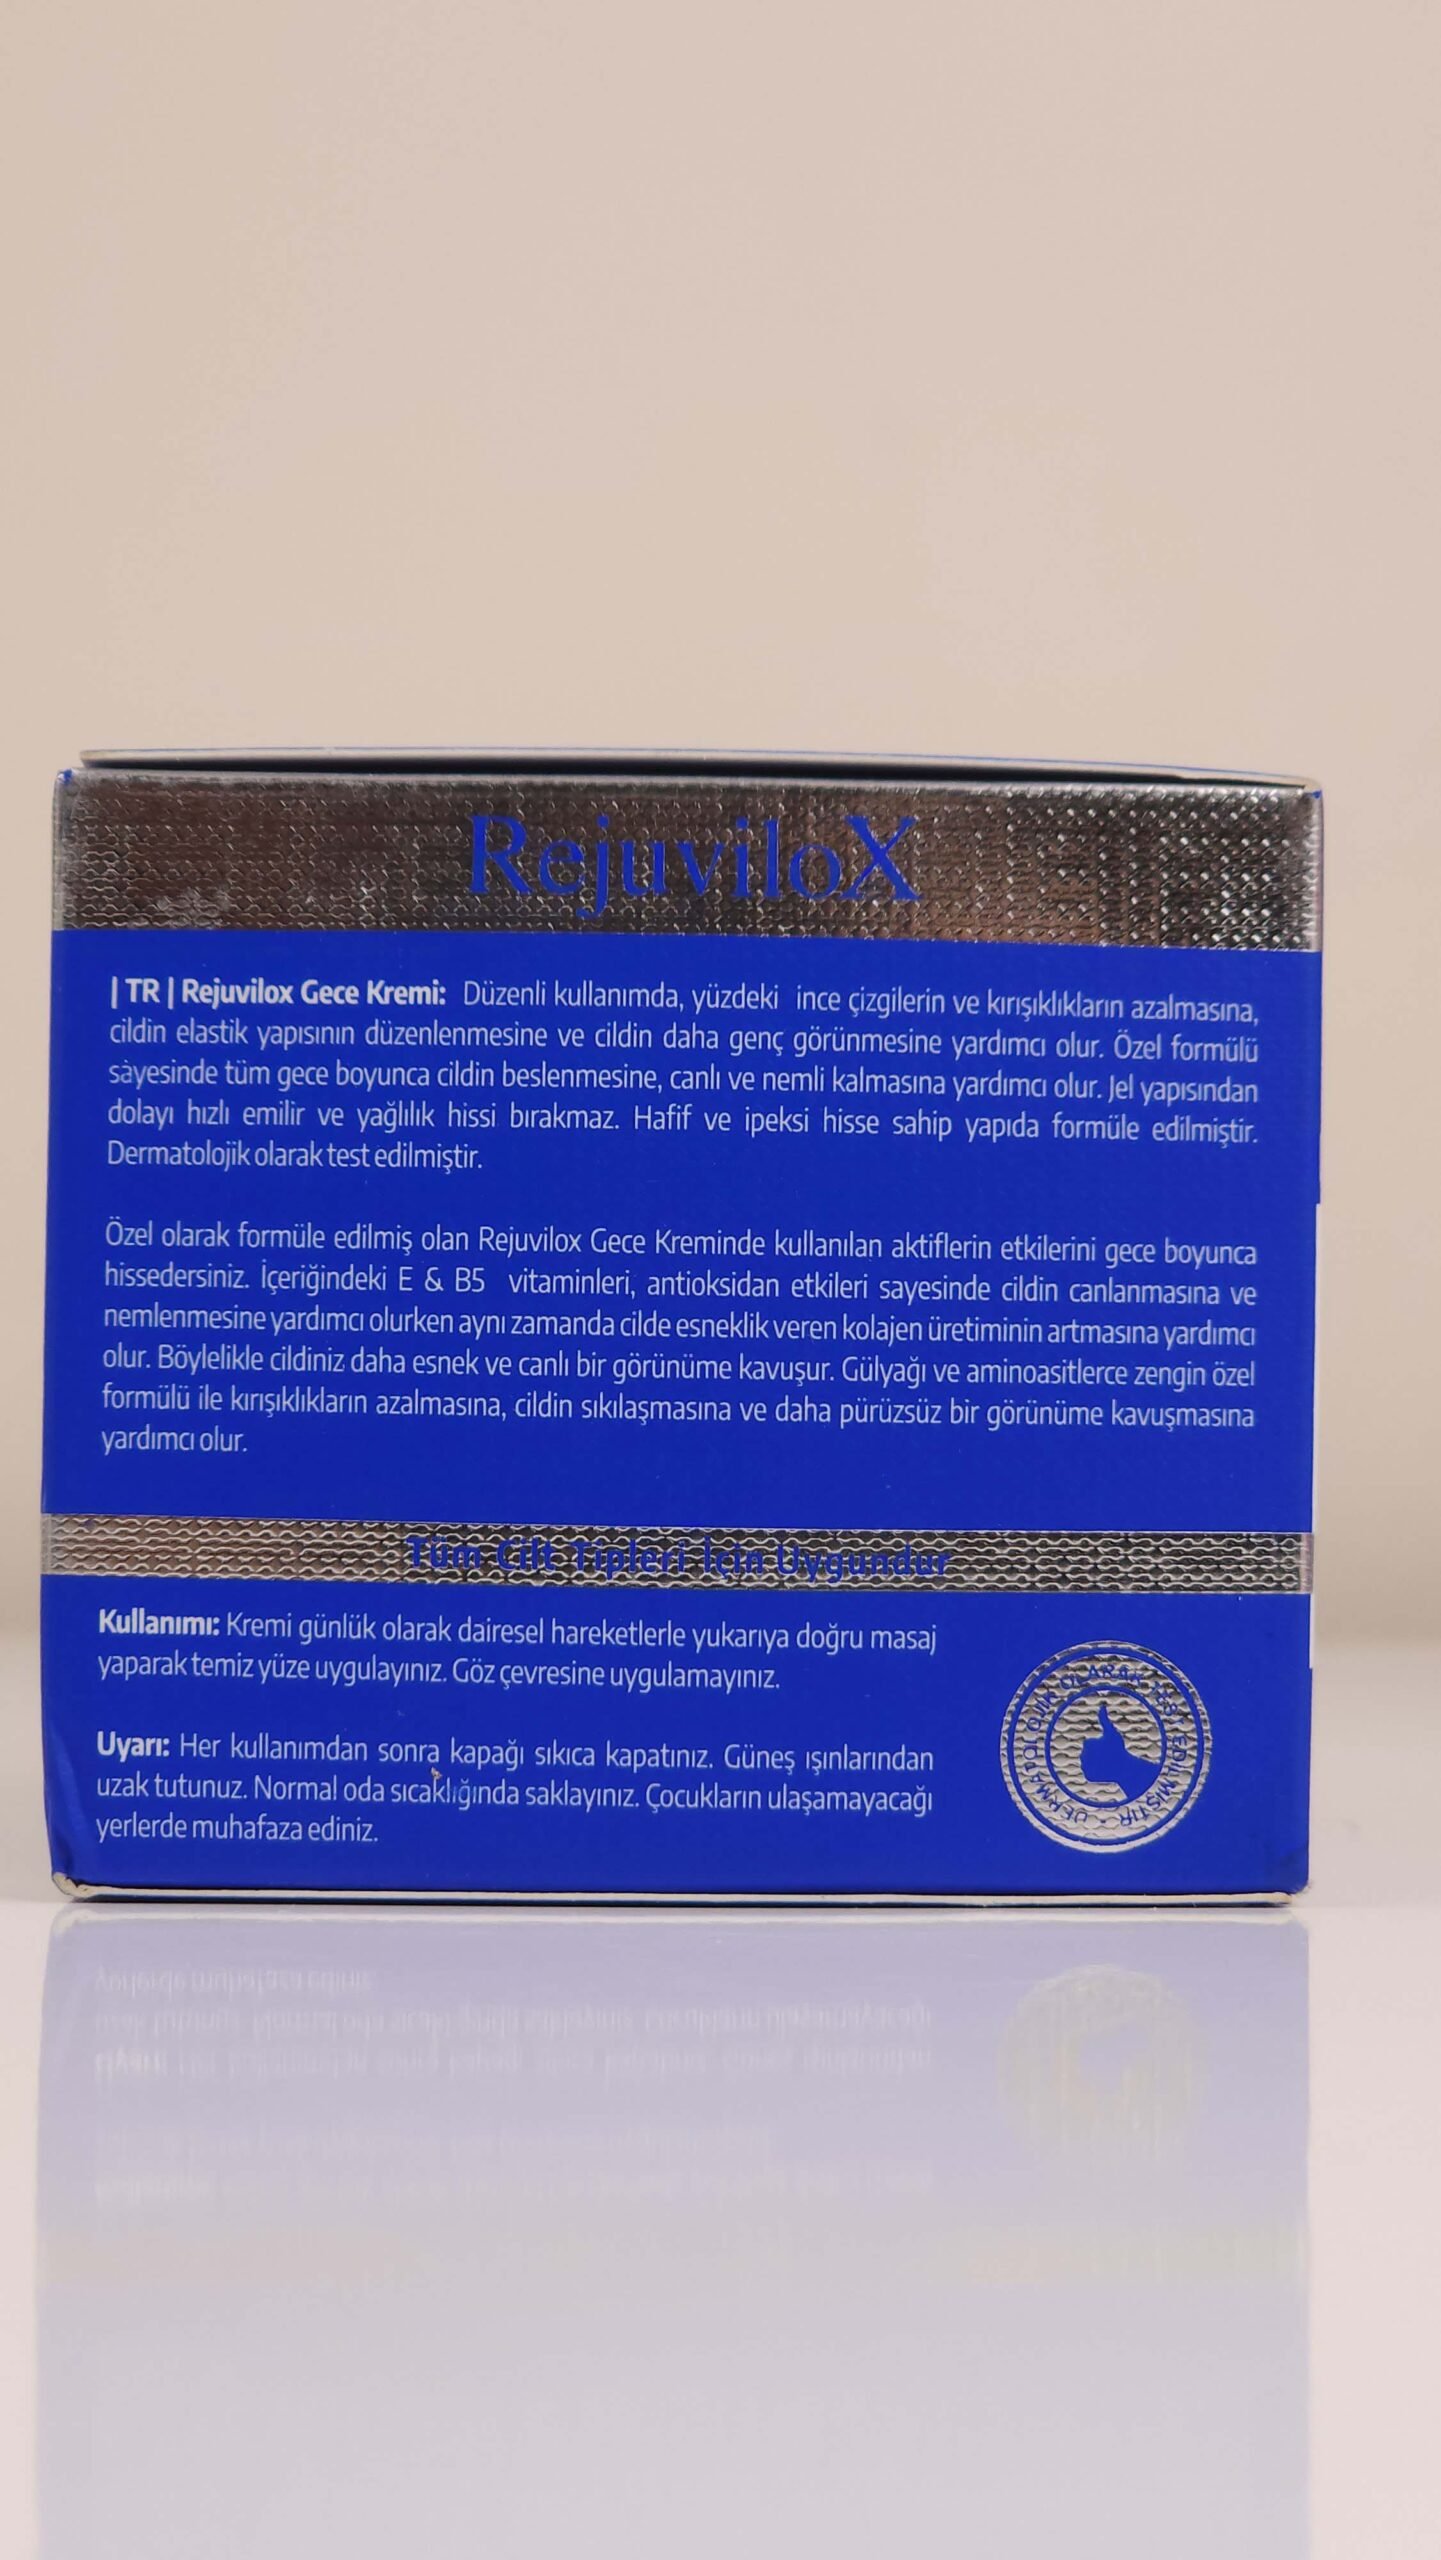 RejuviloX
| TR | Rejuvilox Gece Kremi: Düzenli kullanımda, yüzdeki ince çizgilerin ve kırışıklıkların azalmasına,
cildin elastik yapısının düzenlenmesine ve cildin daha genç görünmesine yardımcı olur. Özel formülü
sayesinde tüm gece boyunca cildin beslenmesine, canlı ve nemli kalmasına yardımcı olur. Jel yapısından
dolayı hızlı emilir ve yağlılık hissi bırakmaz. Hafif ve ipeksi hisse sahip yapıda formüle edilmiştir.
Dermatolojik olarak test edilmiştir.
Özel olarak formüle edilmiş olan Rejuvilox Gece Kreminde kullanılan aktiflerin etkilerini gece boyunca
hissedersiniz. İçeriğindeki E & B5 vitaminleri, antioksidan etkileri sayesinde cildin canlanmasına ve
nemlenmesine yardımcı olurken aynı zamanda cilde esneklik veren kolajen üretiminin artmasına yardımcı
olur. Böylelikle cildiniz daha esnek ve canlı bir görünüme kavuşur. Gülyağı ve aminoasitlerce zengin özel
formülü ile kırışıklıkların azalmasına, cildin sıkılaşmasına ve daha pürüzsüz bir görünüme kavuşmasına
yardımcı olur.
Tüm Cilt Tipleri İçin Uygundur
Kullanımı: Kremi günlük olarak dairesel hareketlerle yukarıya doğru masaj
yaparak temiz yüze uygulayınız. Göz çevresine uygulamayınız.
Uyarı: Her kullanımdan sonra kapağı sıkıca kapatınız. Güneş ışınlarından
uzak tutunuz. Normal oda sıcaklığında saklayınız. Çocukların ulaşamayacağı
yerlerde muhafaza ediniz.
DERMATOLOJİK OLARAK TEST EDİLMİŞTİR